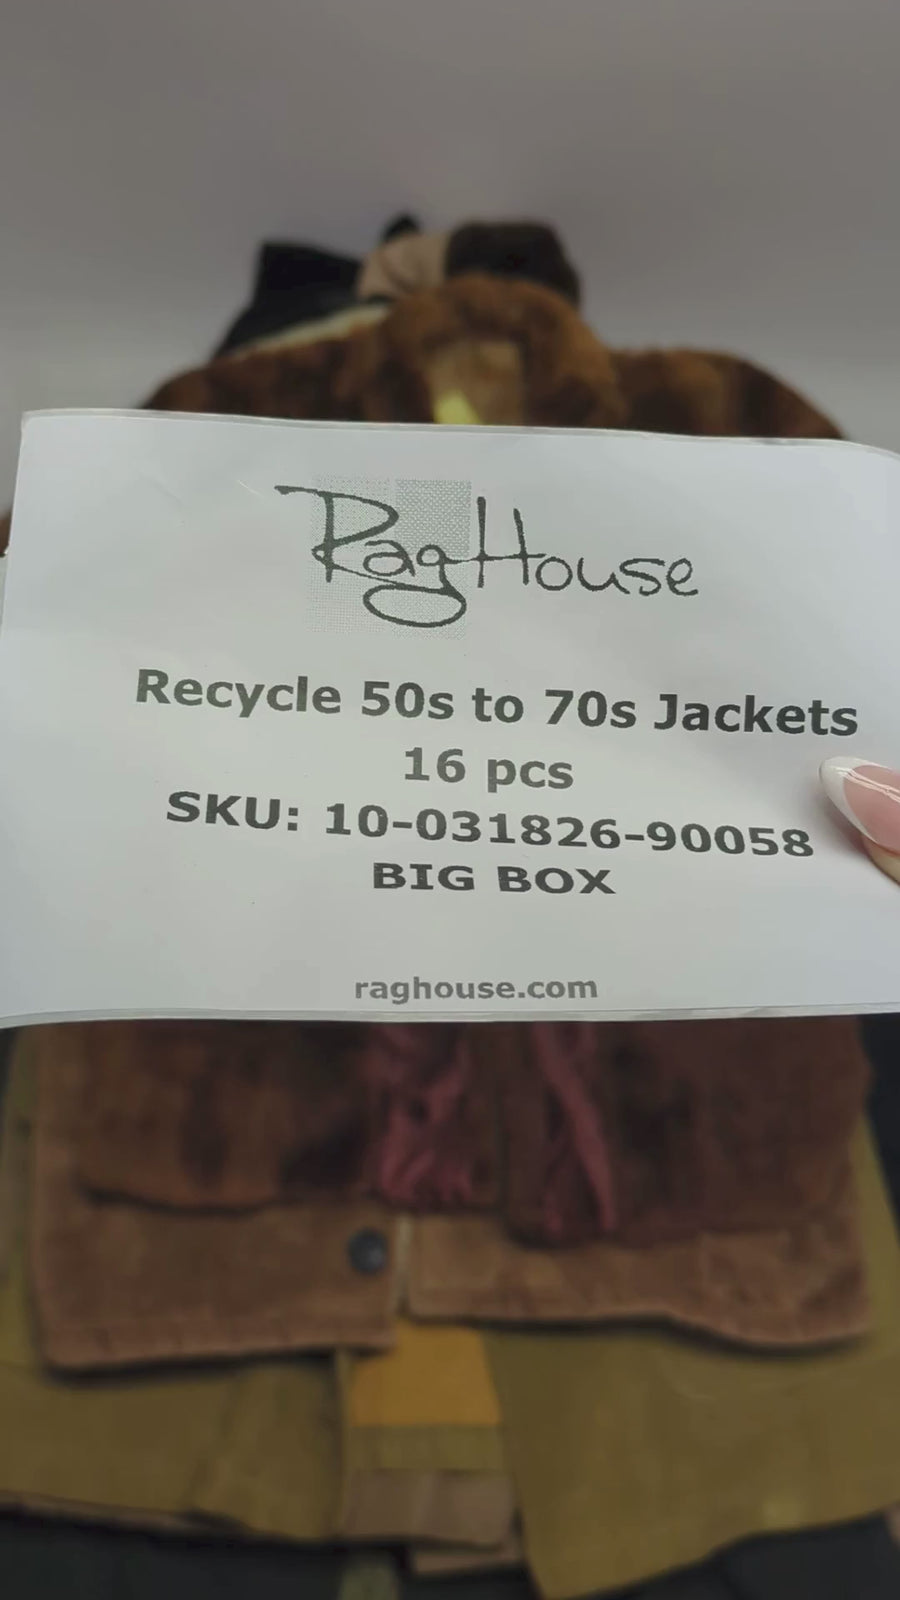 RagHouse
Recycle 50s to 70s Jackets
16 pcs
SKU: 10-031826-90058
BIG BOX
raghouse.com